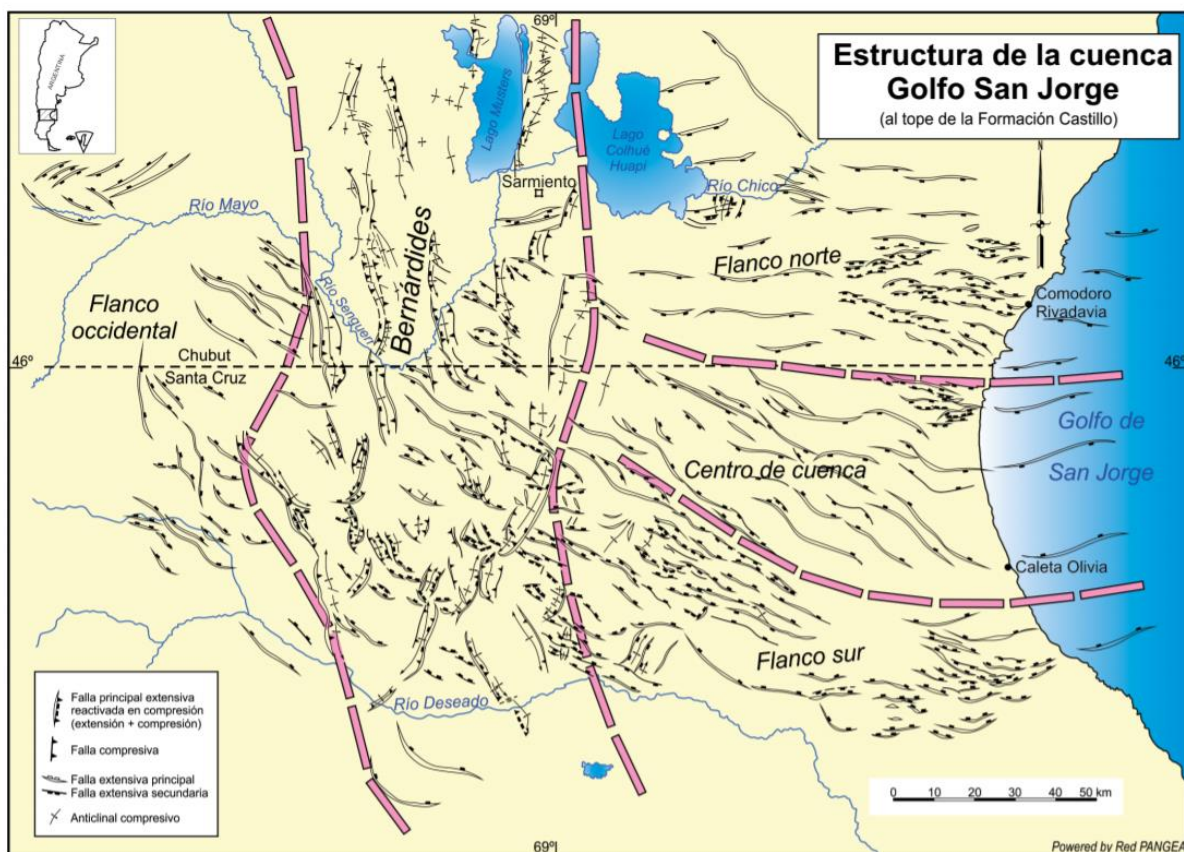 69º
ARGENTINA
Estructura de la cuenca
Golfo San Jorge
(al tope de la Formación Castillo)
N
Lago Musters
Lago
Colhué
Huapi
Sarmiento
Río Chico
Río Mayo
Flanco norte
Bernardides
Río Senguerr
Comodoro
Rivadavia
Flanco
occidental
Chubut
Santa Cruz
46º
46º
Golfo de
San Jorge
Centro de cuenca
Caleta Olivia
Flanco sur
Río Deseado
Falla principal extensiva
reactivada en compresión
(extensión + compresión)
Falla compresiva
Falla extensiva principal
Falla extensiva secundaria
Anticlinal compresivo
0 10 20 30 40 50 km
69º
Powered by Red PANGEA